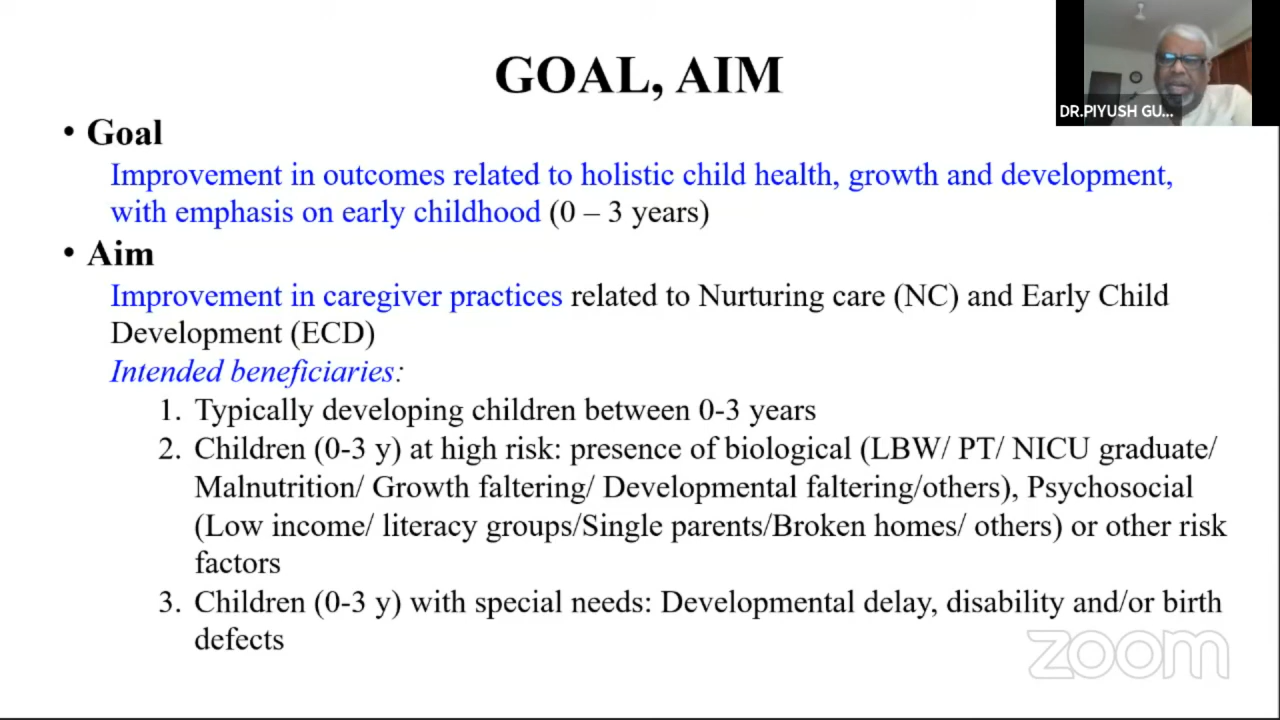 GOAL, AIM
DR.PIYUSH GU...
• Goal
Improvement in outcomes related to holistic child health, growth and development,
with emphasis on early childhood (0 – 3 years)
• Aim
Improvement in caregiver practices related to Nurturing care (NC) and Early Child
Development (ECD)
Intended beneficiaries:
1. Typically developing children between 0-3 years
2. Children (0-3 y) at high risk: presence of biological (LBW/ PT/ NICU graduate/
Malnutrition/ Growth faltering/ Developmental faltering/others), Psychosocial
(Low income/ literacy groups/Single parents/Broken homes/ others) or other risk
factors
3. Children (0-3 y) with special needs: Developmental delay, disability and/or birth
defects
zoom